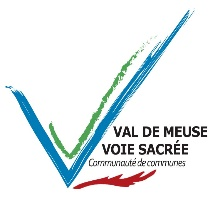 VAL DE MEUSE
VOIE SACRÉE
Communauté de communes